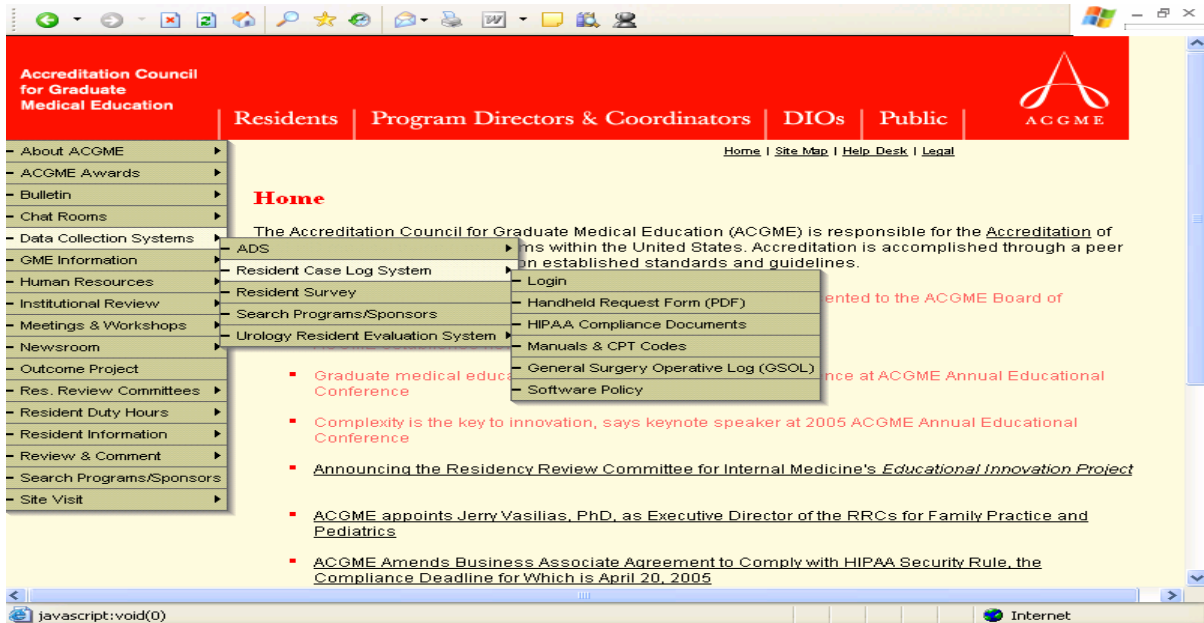 Accreditation Council
for Graduate
Medical Education
Residents
Program Directors & Coordinators
DIOs
Public
ACGME
Home | Site Map | Help Desk | Legal
About ACGME
ACGME Awards
Bulletin
Chat Rooms
Data Collection Systems
GME Information
Human Resources
Institutional Review
Meetings & Workshops
Newsroom
Outcome Project
Res. Review Committees
Resident Duty Hours
Resident Information
Review & Comment
Search Programs/Sponsors
Site Visit
ADS
Resident Case Log System
Resident Survey
Search Programs/Sponsors
Urology Resident Evaluation System
Login
Handheld Request Form (PDF)
HIPAA Compliance Documents
Manuals & CPT Codes
General Surgery Operative Log (GSOL)
Software Policy
Home
The Accreditation Council for Graduate Medical Education (ACGME) is responsible for the Accreditation of
within the United States. Accreditation is accomplished through a peer
established standards and guidelines.
to the ACGME Board of
Graduate medical
at ACGME Annual Educational
Conference
Complexity is the key to innovation, says keynote speaker at 2005 ACGME Annual Educational
Conference
Announcing the Residency Review Committee for Internal Medicine's Educational Innovation Project
ACGME appoints Jerry Vasilias, PhD, as Executive Director of the RRCs for Family Practice and
Pediatrics
ACGME Amends Business Associate Agreement to Comply with HIPAA Security Rule, the
Compliance Deadline for Which is April 20, 2005
javascript:void(0)
Internet